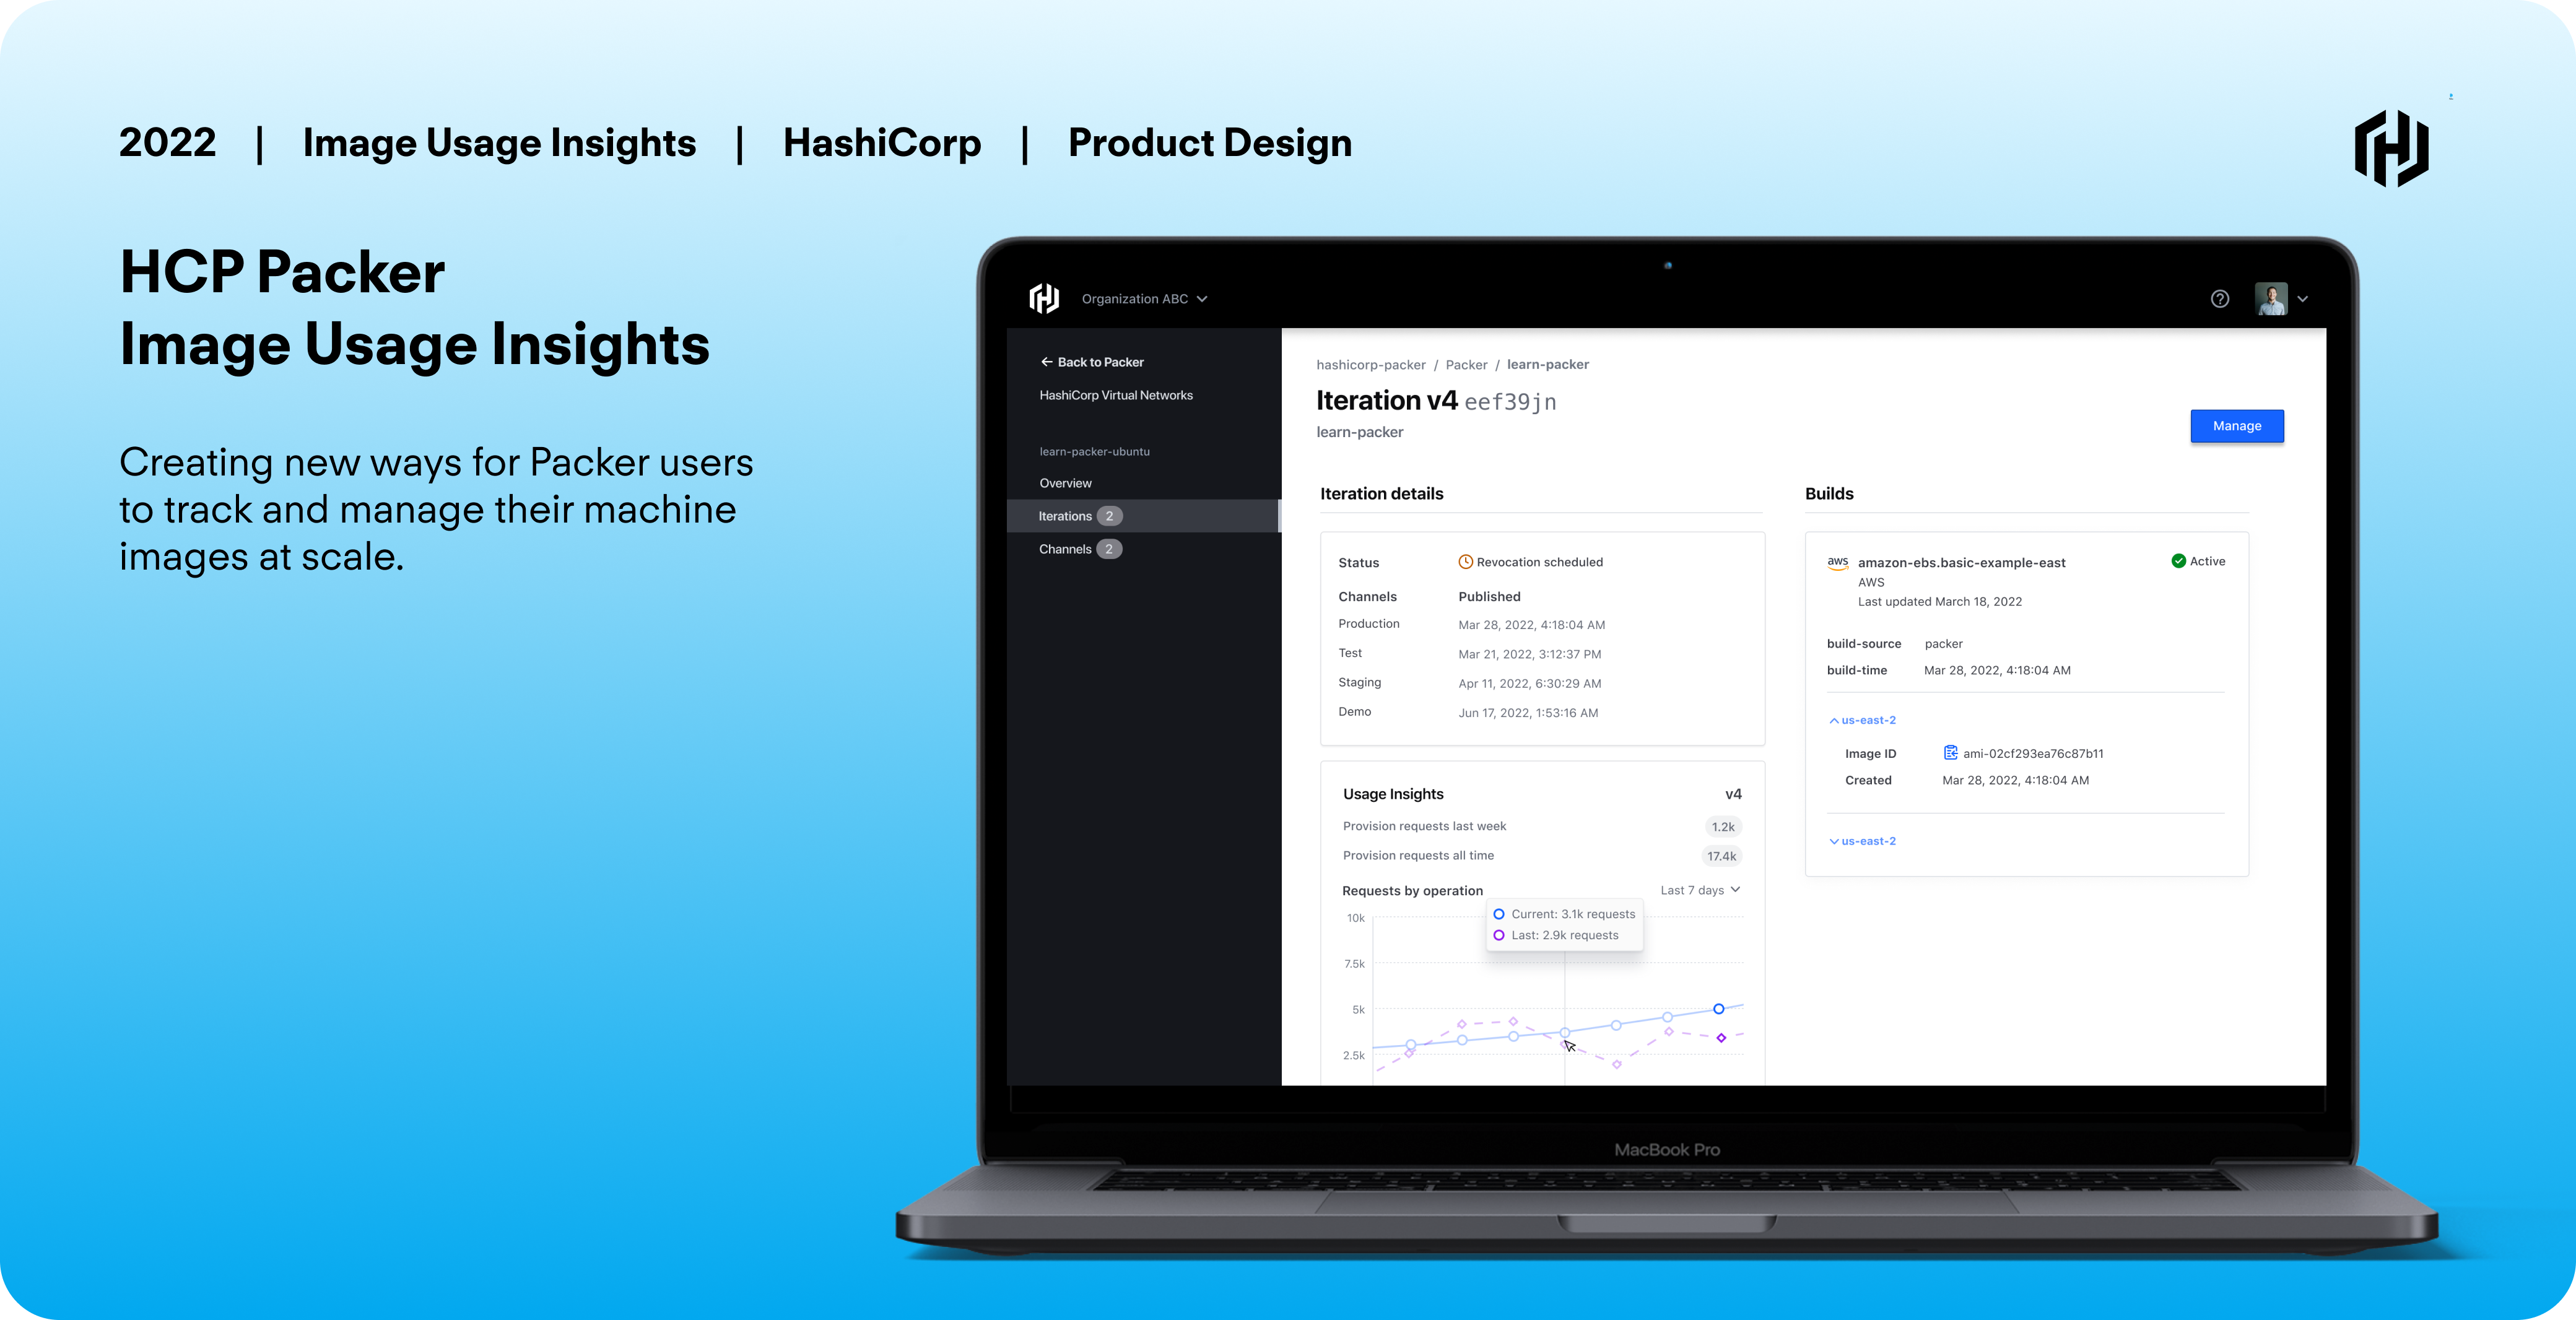 2022 | Image Usage Insights | HashiCorp | Product Design
HCP Packer
Image Usage Insights
Creating new ways for Packer users
to track and manage their machine
images at scale.
Organization ABC
Back to Packer
HashiCorp Virtual Networks
learn-packer-ubuntu
Overview
Iterations 2
Channels 2
hashicorp-packer / Packer / learn-packer
Iteration v4 eef39jn
learn-packer
Manage
Iteration details
Status Revocation scheduled
Channels Published
Production Mar 28, 2022, 4:18:04 AM
Test Mar 21, 2022, 3:12:37 PM
Staging Apr 11, 2022, 6:30:29 AM
Demo Jun 17, 2022, 1:53:16 AM
Usage Insights v4
Provision requests last week 1.2k
Provision requests all time 17.4k
Requests by operation Last 7 days
Current: 3.1k requests
Last: 2.9k requests
10k
7.5k
5k
2.5k
Builds
aws amazon-ebs.basic-example-east Active
AWS
Last updated March 18, 2022
build-source packer
build-time Mar 28, 2022, 4:18:04 AM
us-east-2
Image ID ami-02cf293ea76c87b11
Created Mar 28, 2022, 4:18:04 AM
us-east-2
MacBook Pro